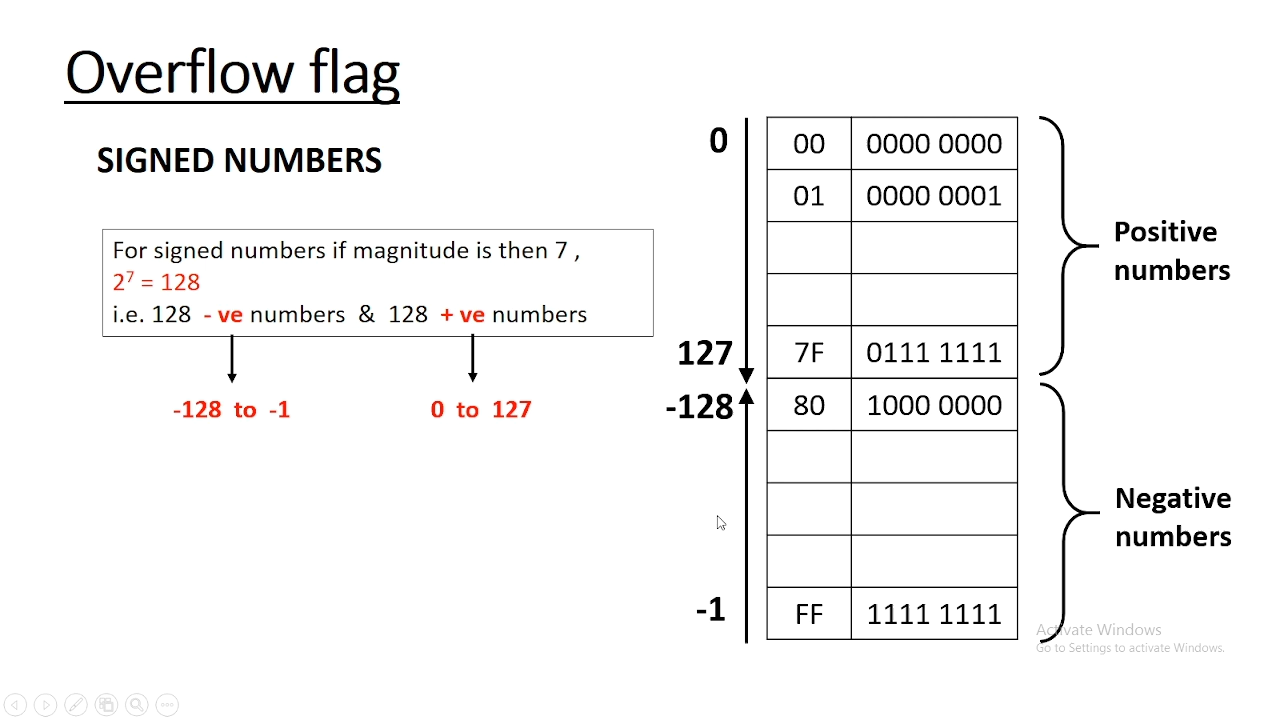 Overflow flag
SIGNED NUMBERS
For signed numbers if magnitude is then 7 ,
2⁷ = 128
i.e. 128 - ve numbers & 128 + ve numbers
-128 to -1
0 to 127
0 00 0000 0000
01 0000 0001
127 7F 0111 1111
-128 80 1000 0000
-1 FF 1111 1111
Positive
numbers
Negative
numbers
Activate Windows
Go to Settings to activate Windows.